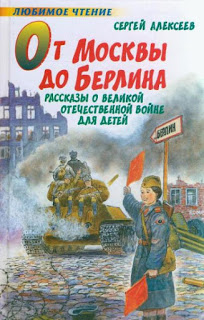 ЛЮБИМОЕ ЧТЕНИЕ
СЕРГЕЙ АЛЕКСЕЕВ
ОТ МОСКВЫ
ДО БЕРЛИНА
РАССКАЗЫ О ВЕЛИКОЙ
ОТЕЧЕСТВЕННОЙ ВОЙНЕ
ДЛЯ ДЕТЕЙ
БЕРЛИН